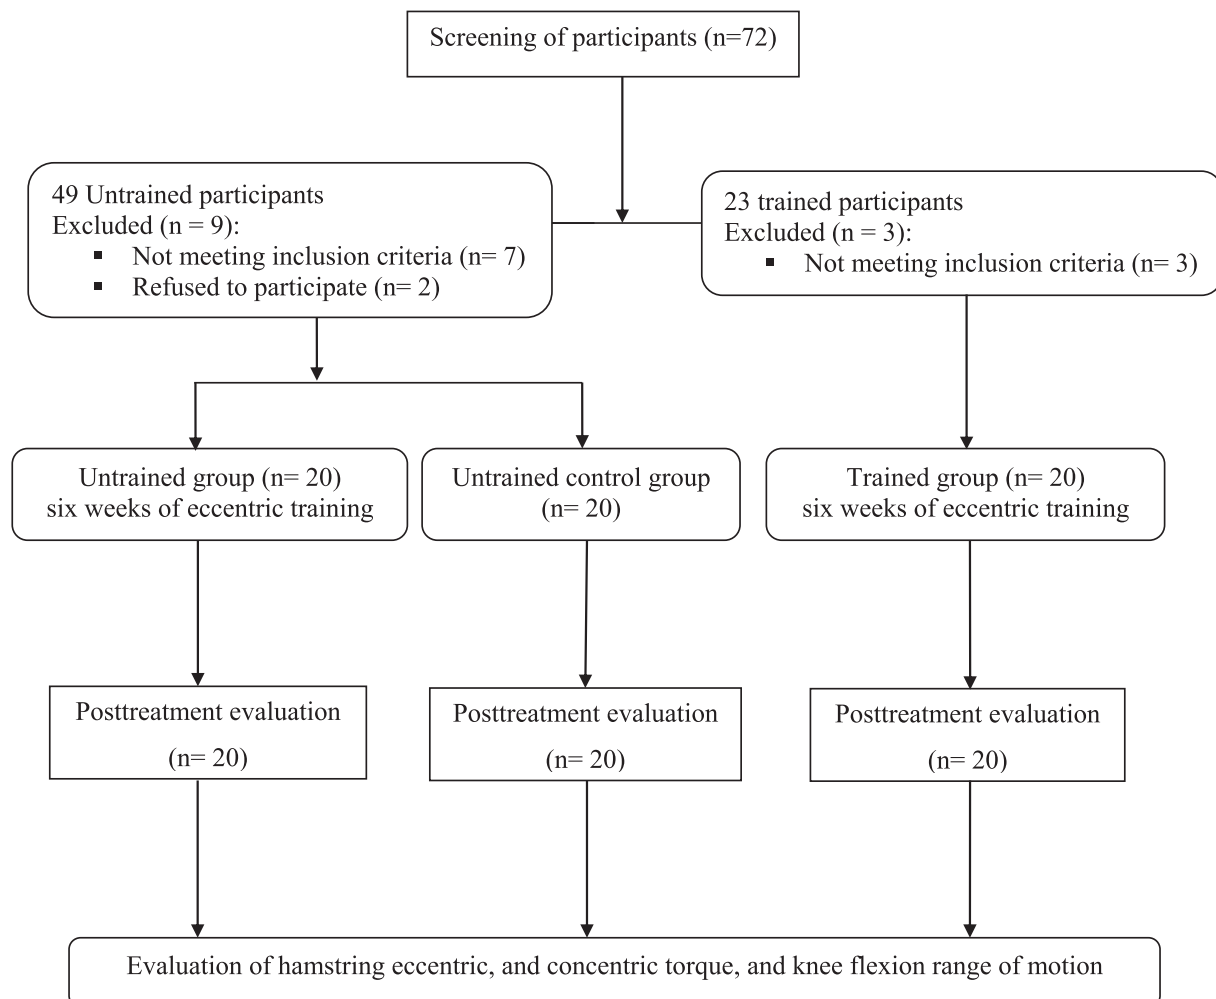 Screening of participants (n=72)
49 Untrained participants
Excluded (n = 9):
▪ Not meeting inclusion criteria (n= 7)
▪ Refused to participate (n= 2)
23 trained participants
Excluded (n = 3):
▪ Not meeting inclusion criteria (n= 3)
Untrained group (n= 20)
six weeks of eccentric training
Untrained control group
(n= 20)
Trained group (n= 20)
six weeks of eccentric training
Posttreatment evaluation
(n= 20)
Posttreatment evaluation
(n= 20)
Posttreatment evaluation
(n= 20)
Evaluation of hamstring eccentric, and concentric torque, and knee flexion range of motion